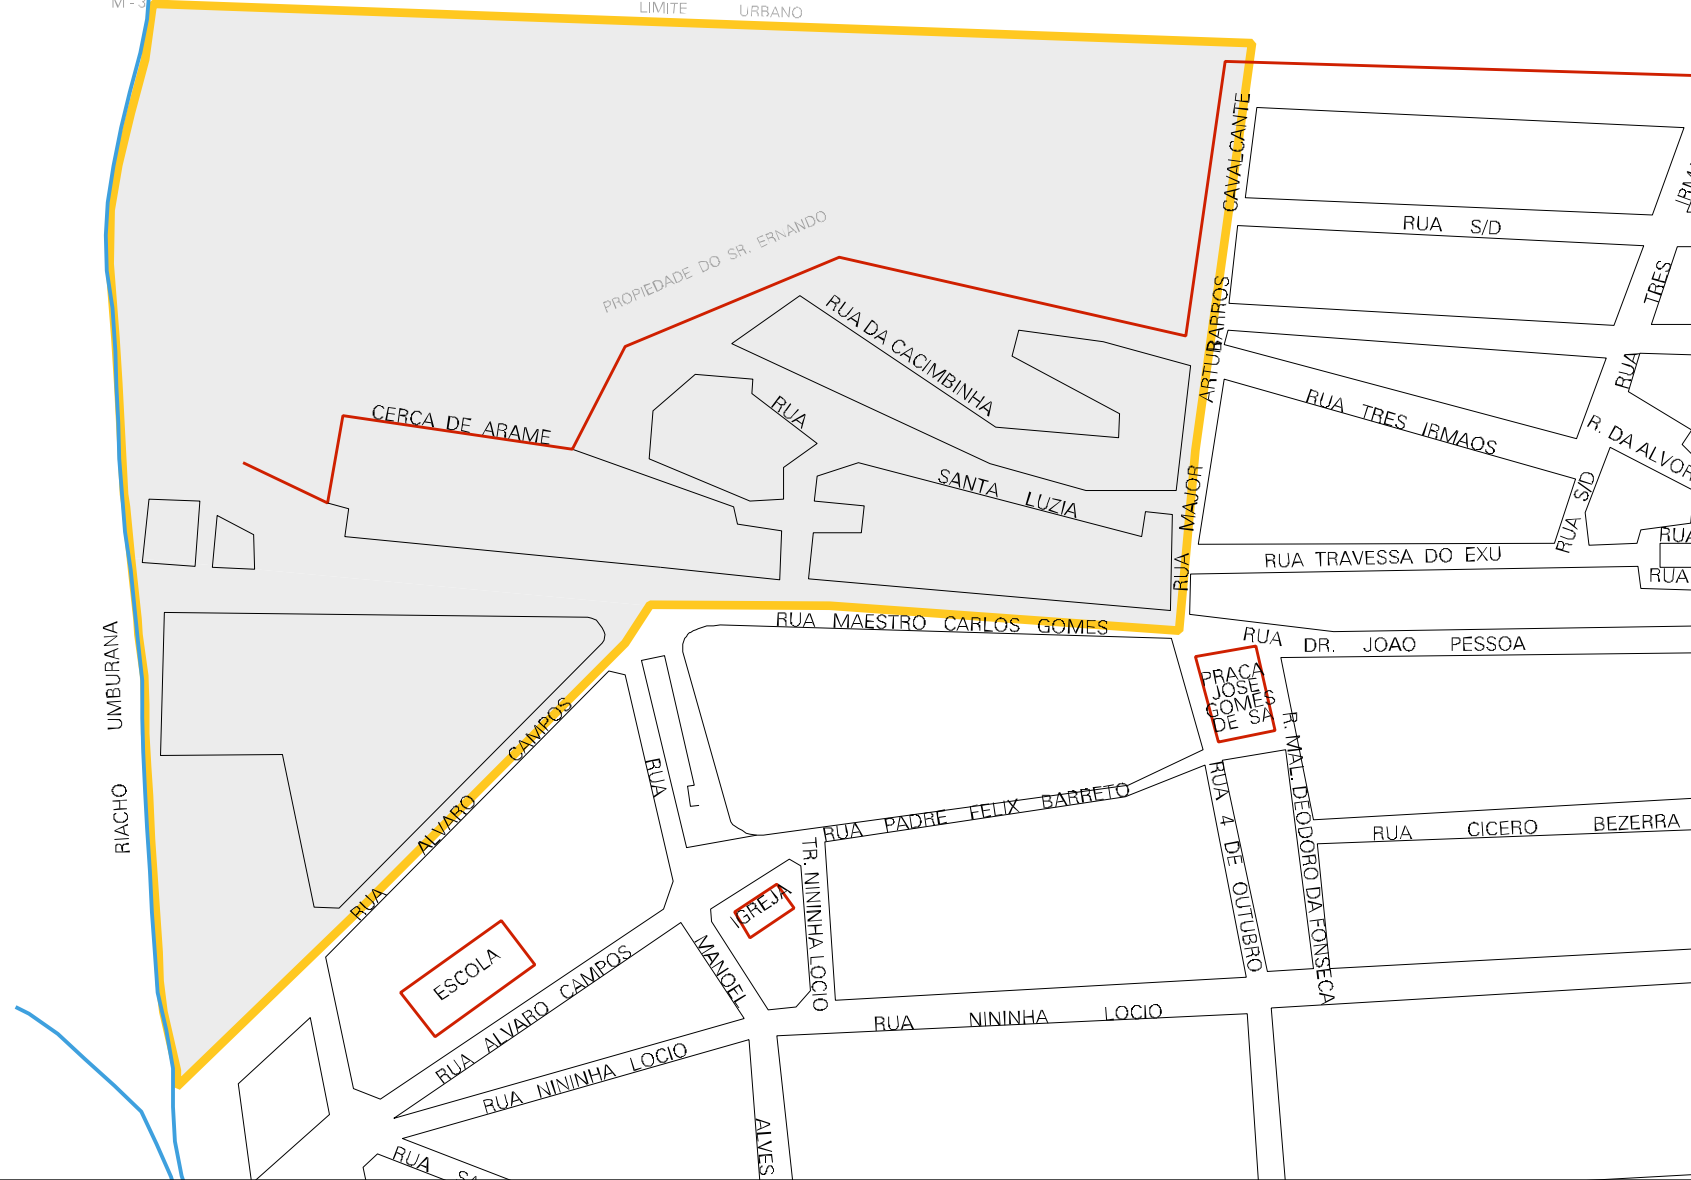 M - 3
LIMITE URBANO
CAVALCANTE
RUA S/D
PROPIEDADE DO SR. ERNANDO
TRES
ARTUR BARROS
RUA DA CACIMBINHA
RUA
RUA
CERCA DE ARAME
RUA TRES IRMAOS
R. DA ALVOR
SANTA LUZIA
MAJOR
RUA S/D
RUA
RUA TRAVESSA DO EXU
RUA
RUA
RUA MAESTRO CARLOS GOMES
RUA DR. JOAO PESSOA
RIACHO UMBURANA
PRACA
JOSE
GOMES
DE SA
RUA ALVARO CAMPOS
RUA
R. MAL. DEODORO DA FONSECA
RUA 4 DE OUTUBRO
RUA PADRE FELIX BARRETO
RUA CICERO BEZERRA
TR. NININHA LOCIO
IGREJA
ESCOLA
MANOEL
RUA ALVARO CAMPOS
RUA NININHA LOCIO
RUA NININHA LOCIO
ALVES
RUA